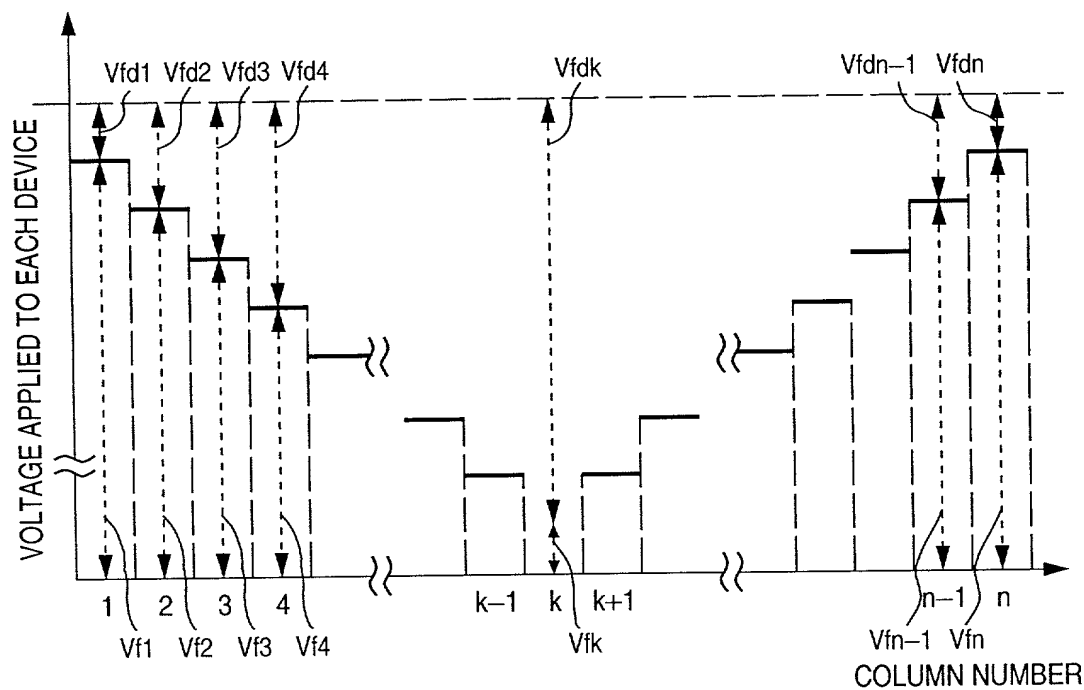 Vfd1 Vfd2 Vfd3 Vfd4 Vfdk Vfdn−1 Vfdn
VOLTAGE APPLIED TO EACH DEVICE
1 2 3 4 k−1 k k+1 n−1 n
Vf1 Vf2 Vf3 Vf4 Vfk Vfn−1 Vfn
COLUMN NUMBER